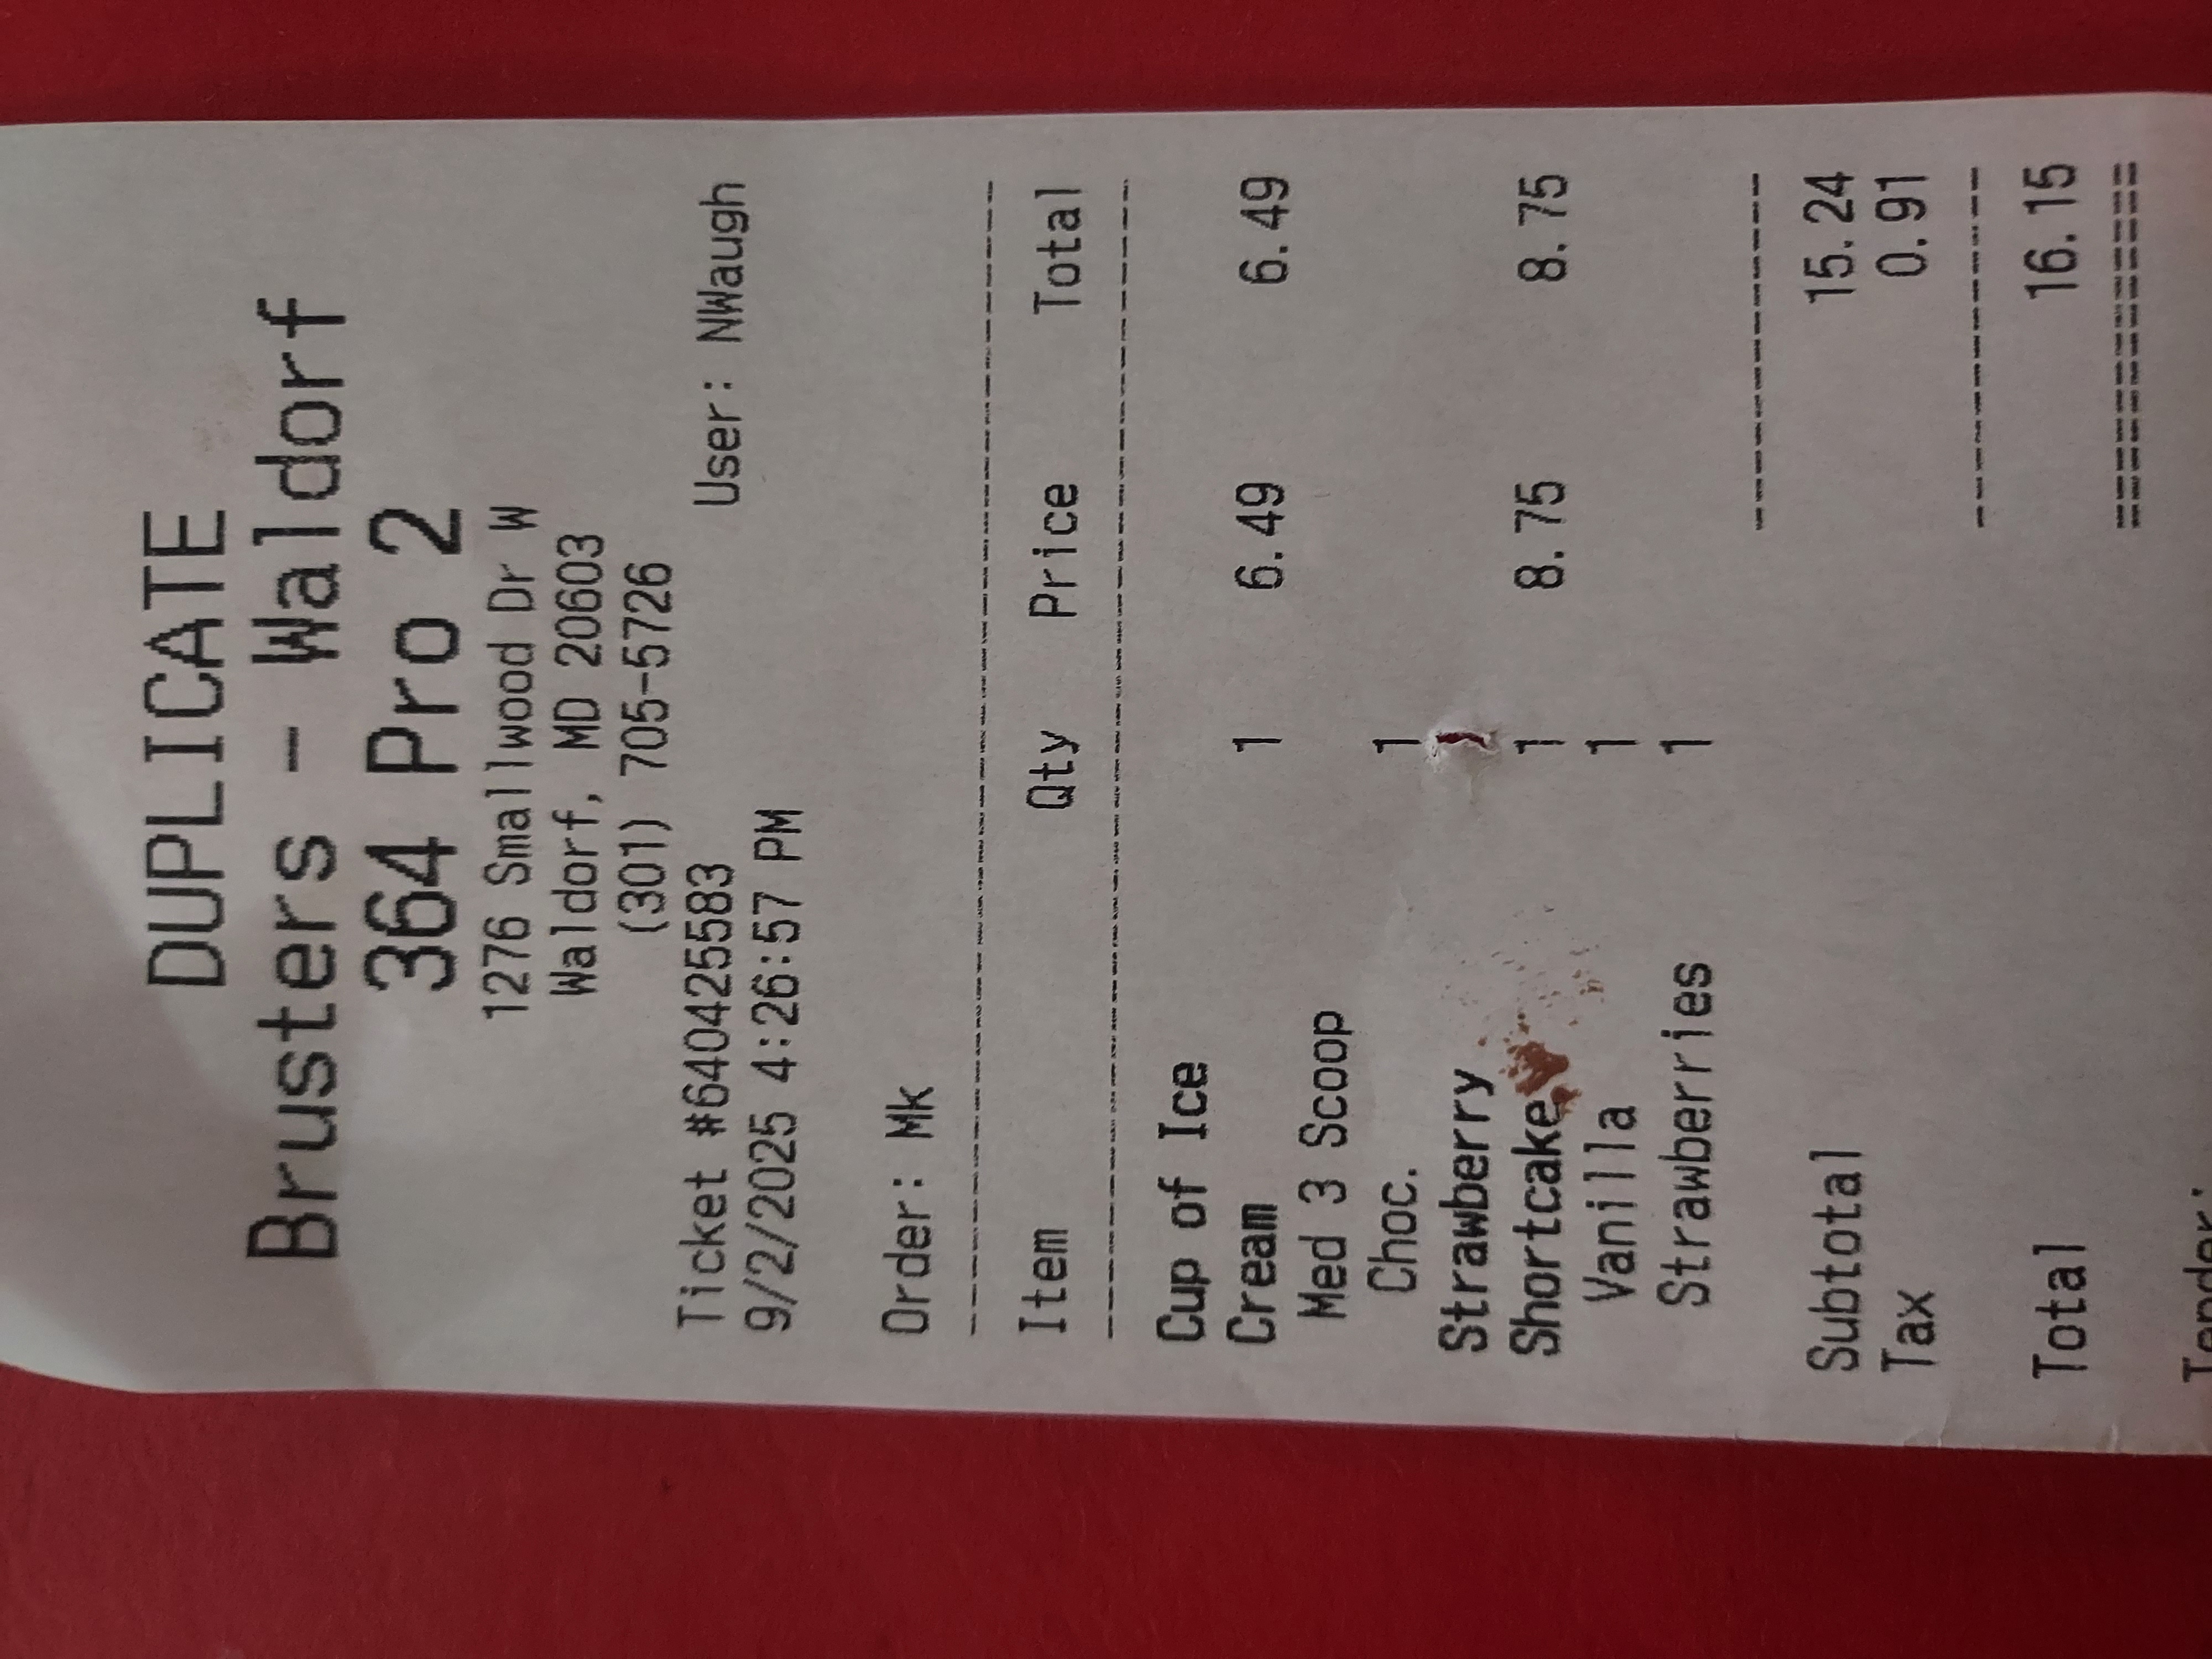 DUPLICATE
Brusters - Waldorf
364 Pro 2
1276 Smallwood Dr W
Waldorf, MD 20603
(301) 705-5726
Ticket #640425583 User: NWaugh
9/2/2025 4:26:57 PM
Order: Mk
Item Qty Price Total
Cup of Ice
Cream 1 6.49 6.49
Med 3 Scoop
Choc. 1
Strawberry
Shortcake 1 8.75 8.75
Vanilla 1
Strawberries 1
Subtotal 15.24
Tax 0.91
Total 16.15
Tender: